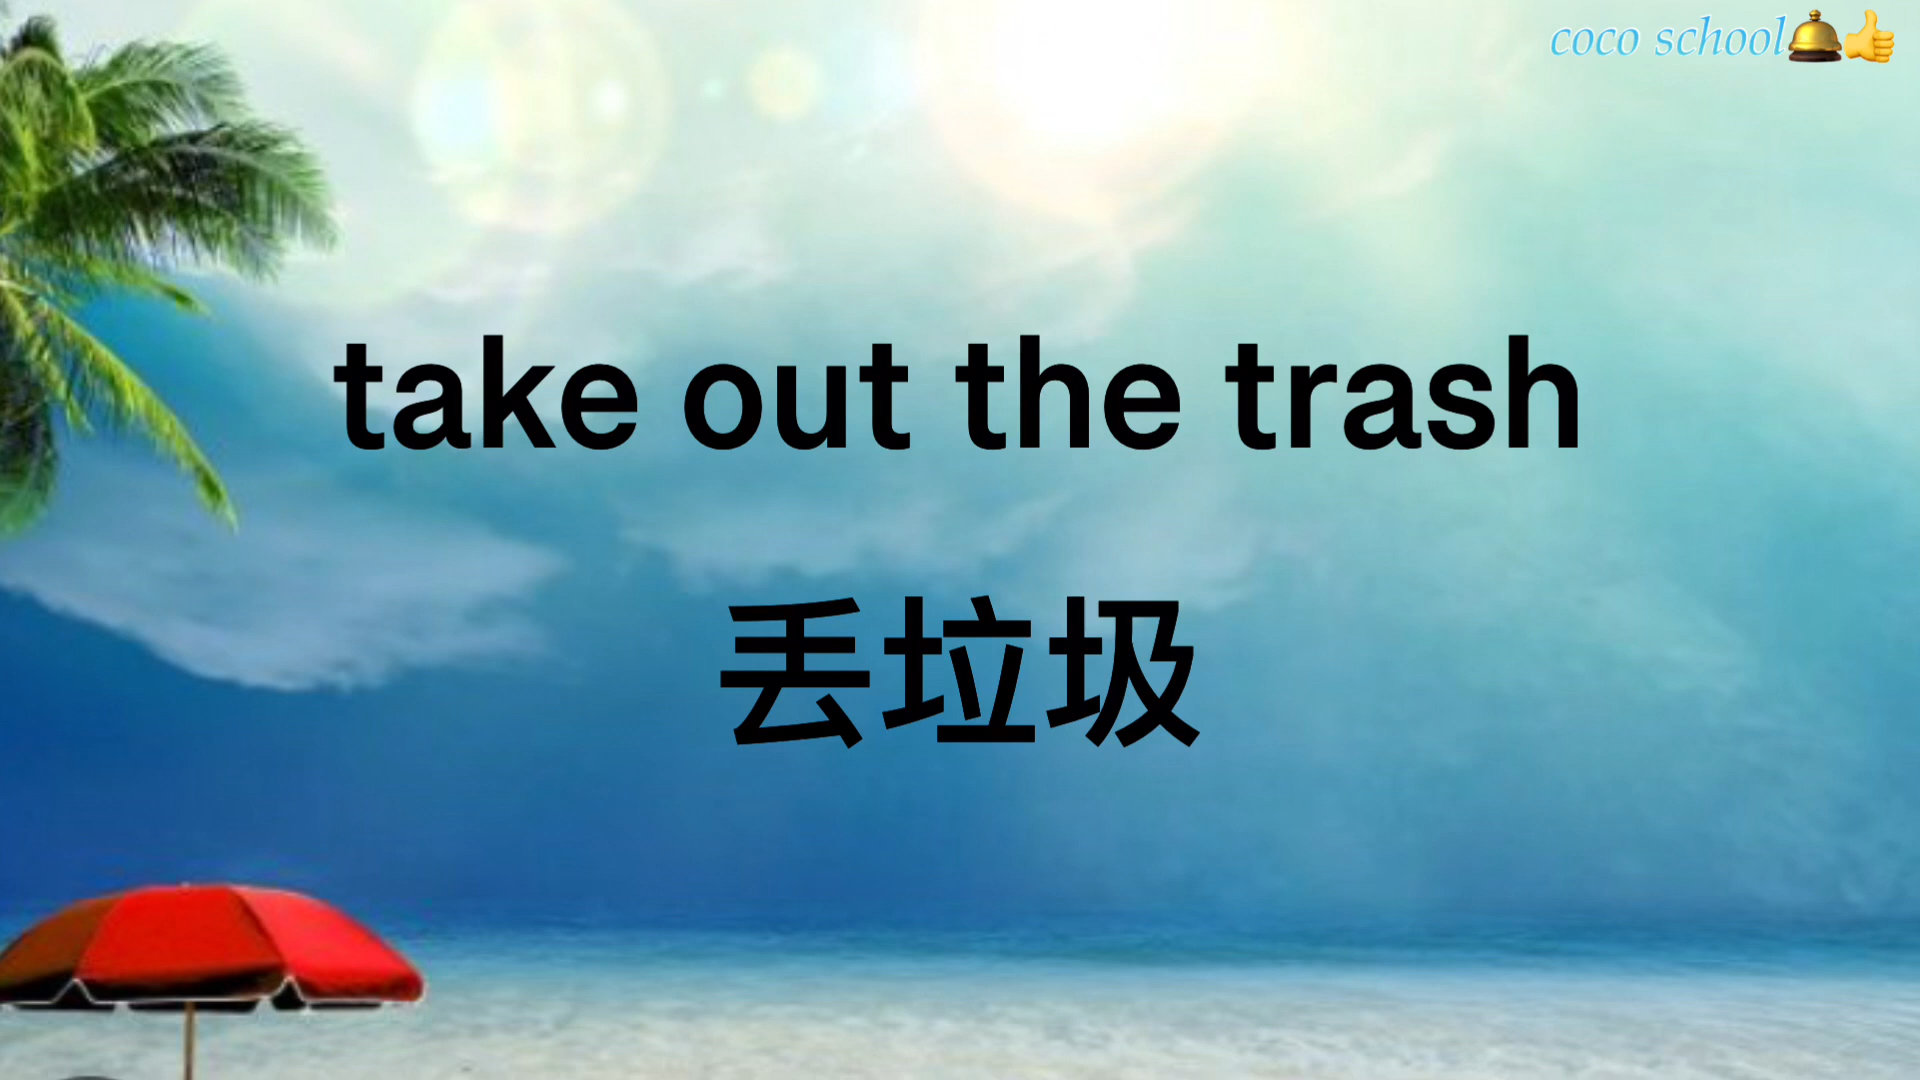 coco school🛎👍
take out the trash
丢垃圾